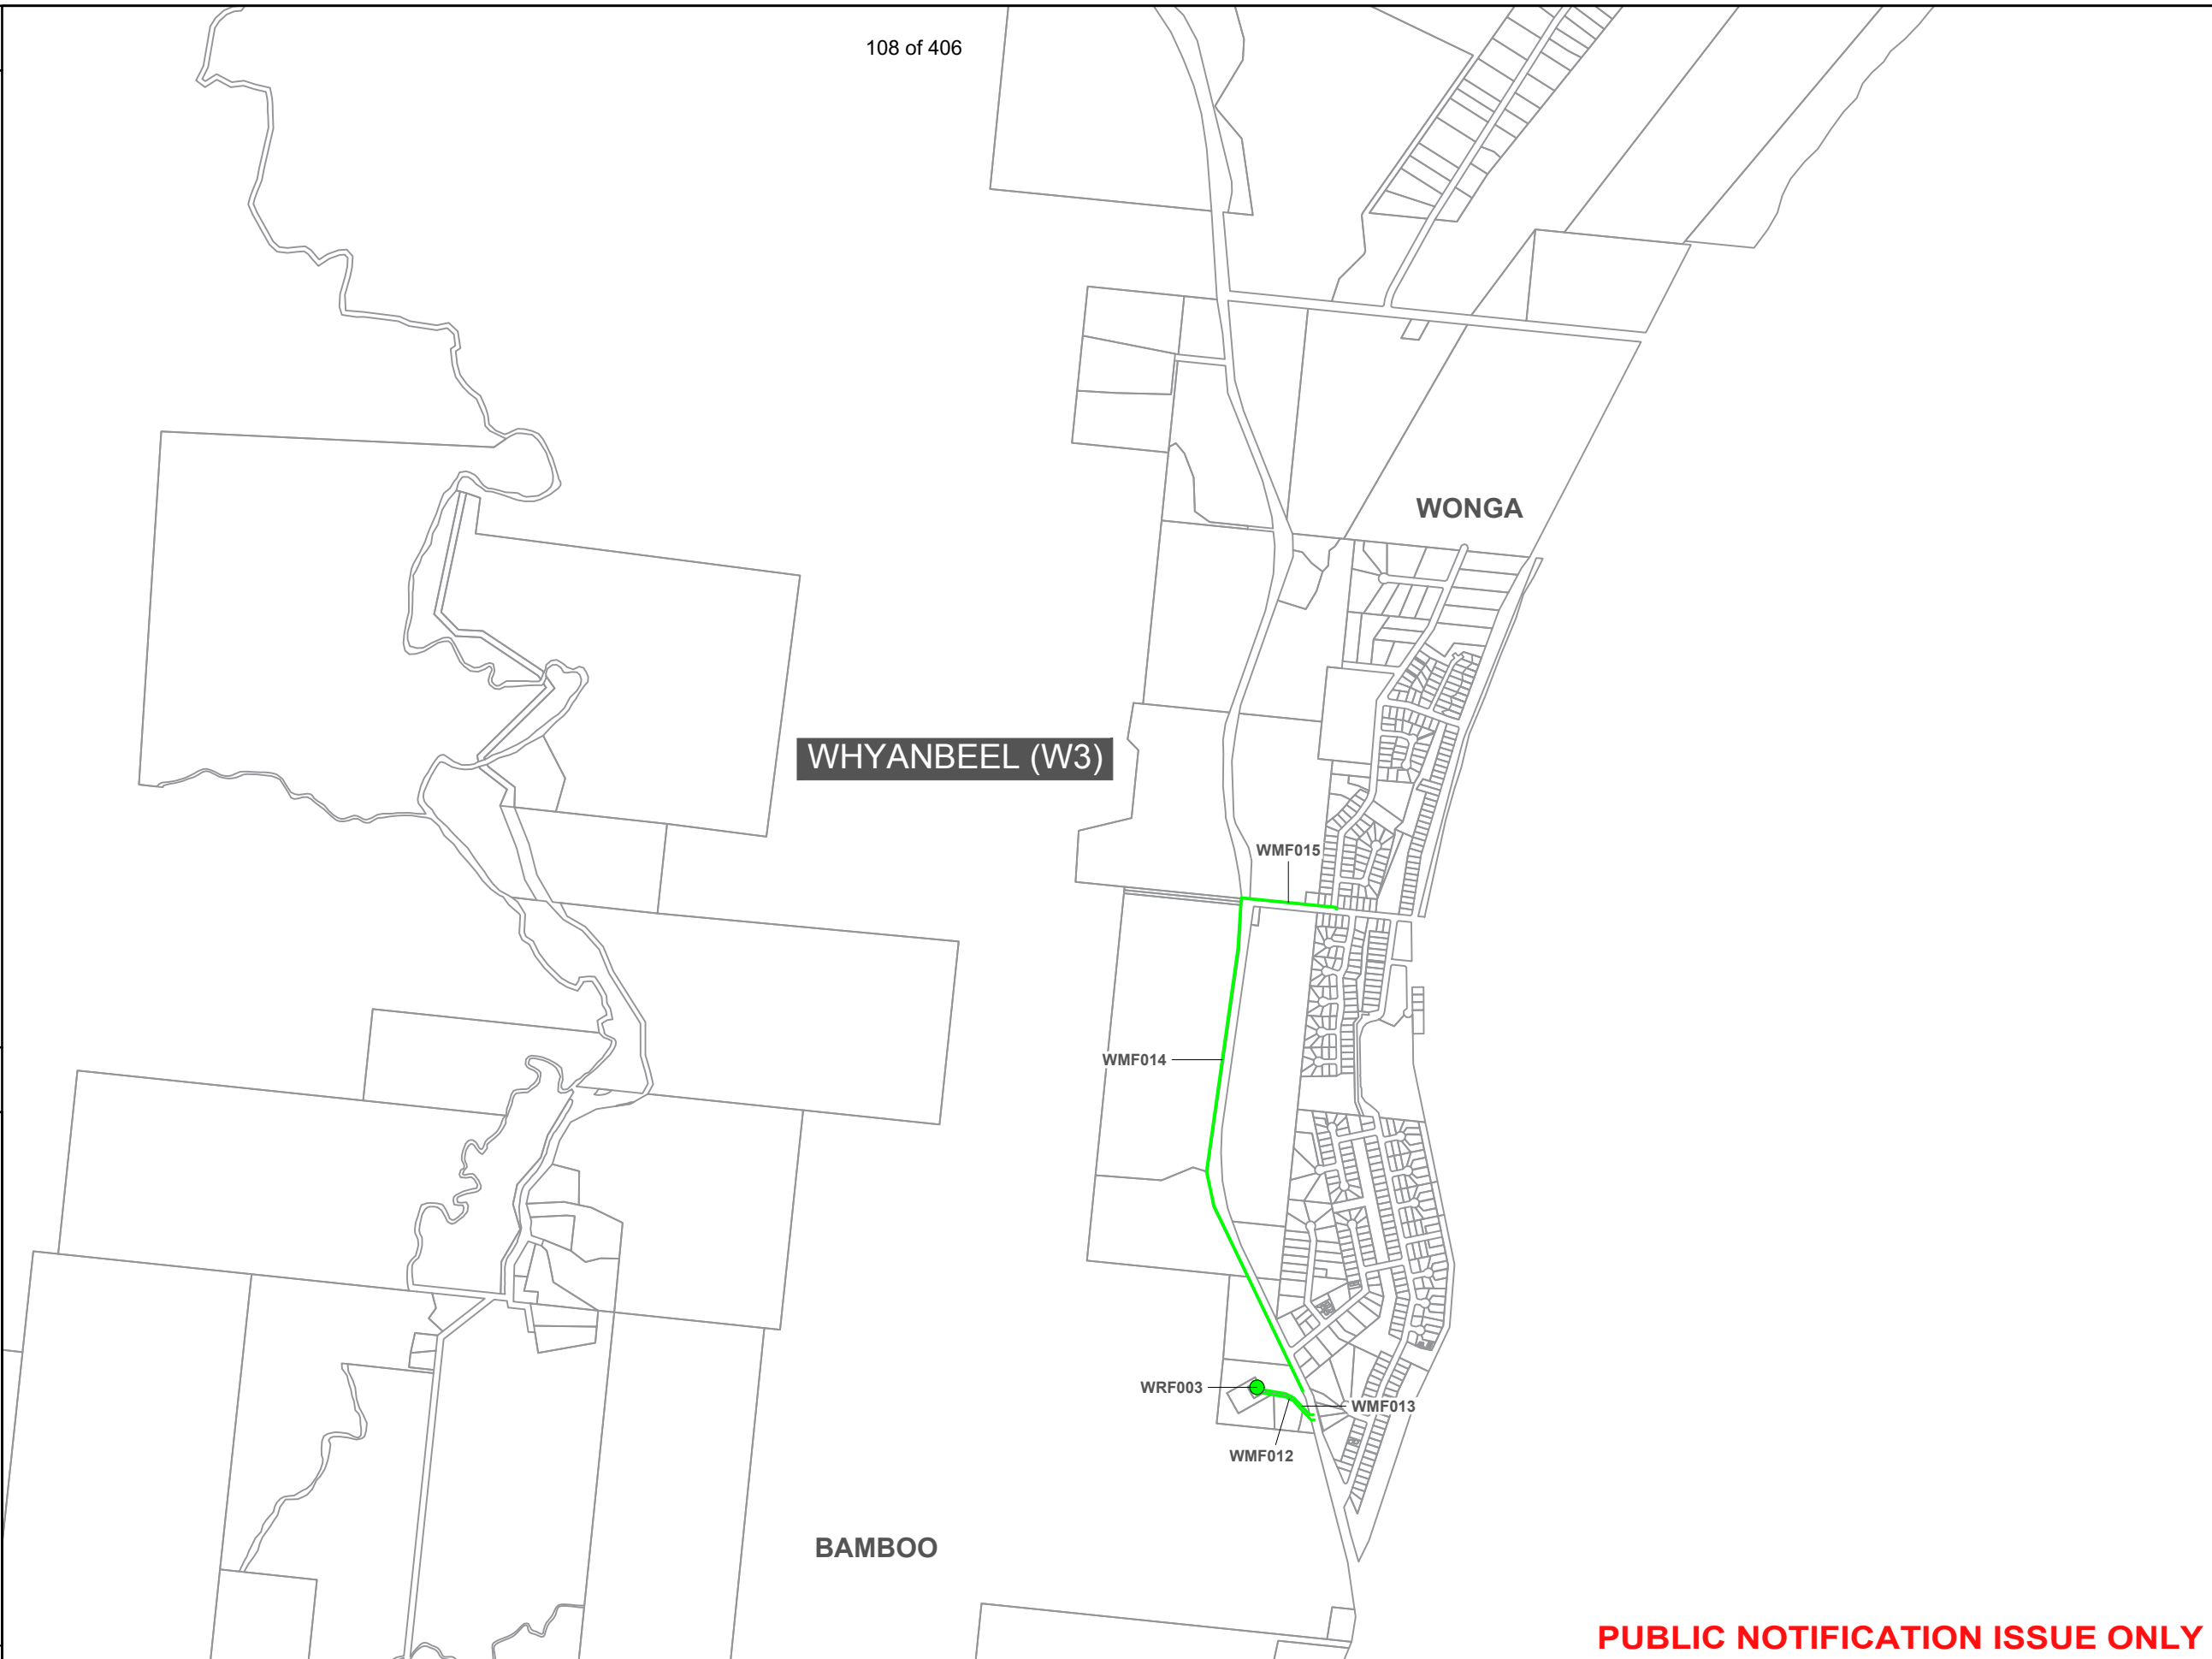 108 of 406
WONGA
WHYANBEEL (W3)
WMF015
WMF014
WRF003
WMF013
WMF012
BAMBOO
PUBLIC NOTIFICATION ISSUE ONLY